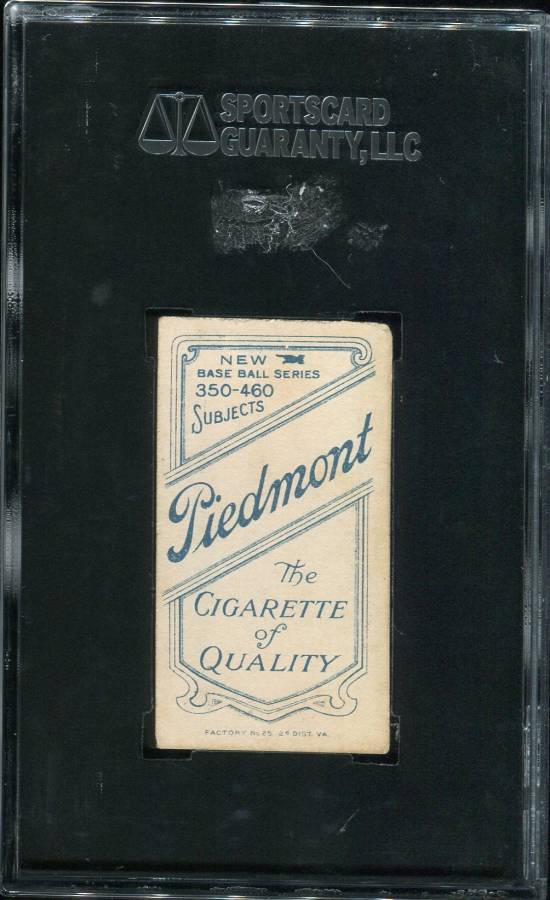 SPORTSCARD
GUARANTY, LLC
NEW
BASE BALL SERIES
350-460
SUBJECTS
Piedmont
The
CIGARETTE
of
QUALITY
FACTORY No 25, 2d DIST. VA.